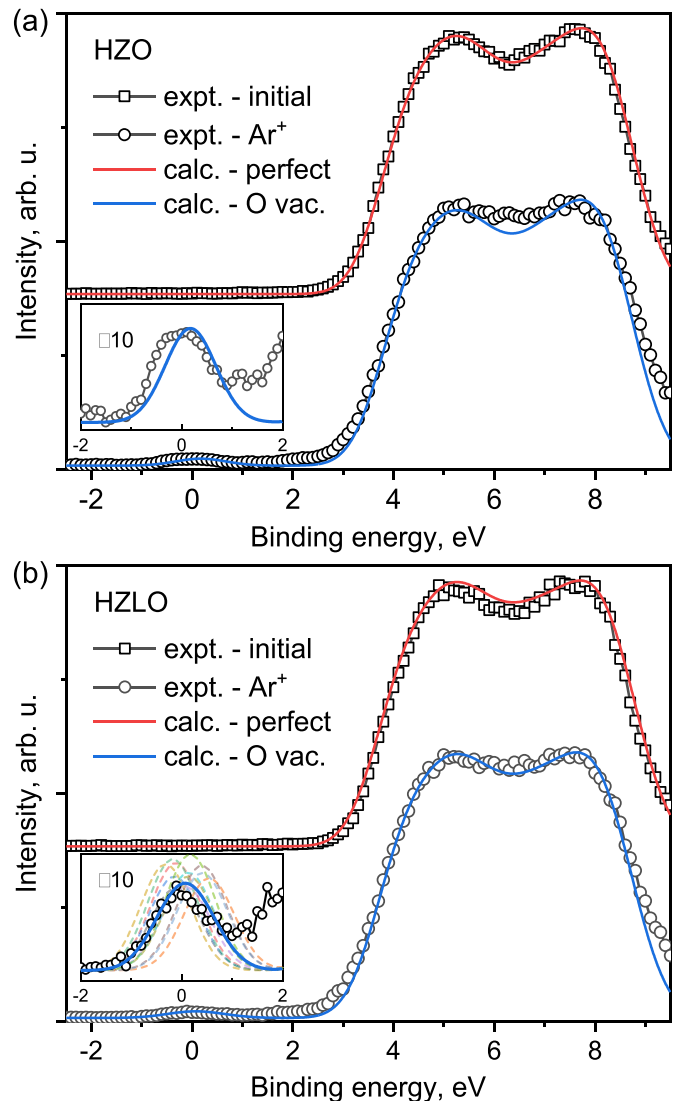 (a)
HZO
expt. - initial
expt. - Ar⁺
calc. - perfect
calc. - O vac.
Intensity, arb. u.
□10
-2 0 2
-2 0 2 4 6 8
Binding energy, eV
(b)
HZLO
expt. - initial
expt. - Ar⁺
calc. - perfect
calc. - O vac.
Intensity, arb. u.
□10
-2 0 2
-2 0 2 4 6 8
Binding energy, eV